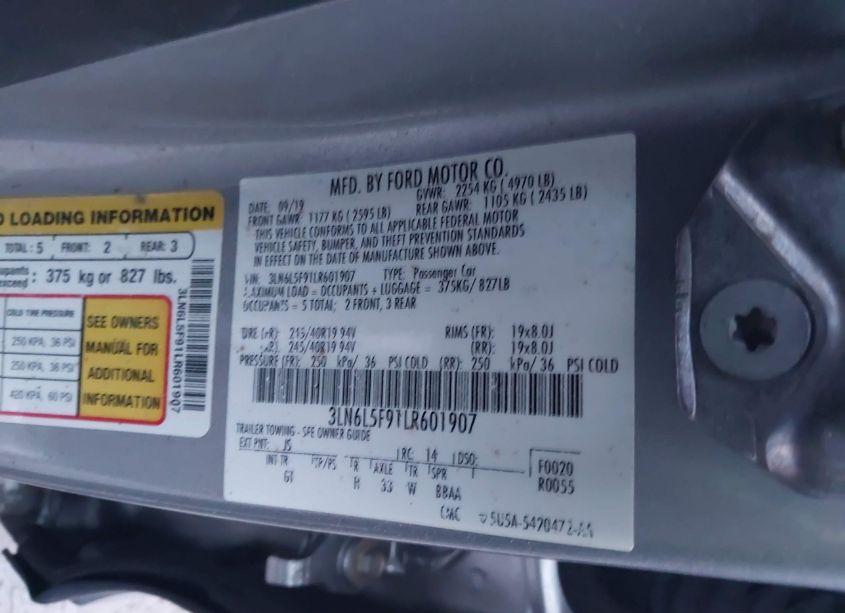 LOADING INFORMATION
TOTAL : 5 FRONT: 2 REAR: 3
: 375 kg or 827 lbs.
COLD TIRE PRESSURE
250 KPA, 36 PSI
250 KPA, 36 PSI
420 KPA, 60 PSI
SEE OWNERS
MANUAL FOR
ADDITIONAL
INFORMATION
3LN6L5F91LR601907
MFD. BY FORD MOTOR CO.
DATE: 09/19 GVWR: 2254 KG ( 4970 LB)
FRONT GAWR: 1177 KG ( 2595 LB) REAR GAWR: 1105 KG ( 2435 LB)
THIS VEHICLE CONFORMS TO ALL APPLICABLE FEDERAL MOTOR
VEHICLE SAFETY, BUMPER, AND THEFT PREVENTION STANDARDS
IN EFFECT ON THE DATE OF MANUFACTURE SHOWN ABOVE.
VIN: 3LN6L5F91LR601907 TYPE: Passenger Car
MAXIMUM LOAD = OCCUPANTS + LUGGAGE = 375KG/ 827LB
OCCUPANTS = 5 TOTAL: 2 FRONT, 3 REAR
245/40R19 94V RIMS (FR): 19x8.0J
245/40R19 94V (RR): 19x8.0J
PRESSURE (FR): 250 kPa/ 36 PSI COLD (RR): 250 kPa/ 36 PSI COLD
3LN6L5F91LR601907
TRAILER TOWING - SEE OWNER GUIDE
EXT PNT: JS RC: 14 DSO:
INT TR TP/PS R AXLE TR SPR F0020
GT H 33 W BBAA R0055
CMC